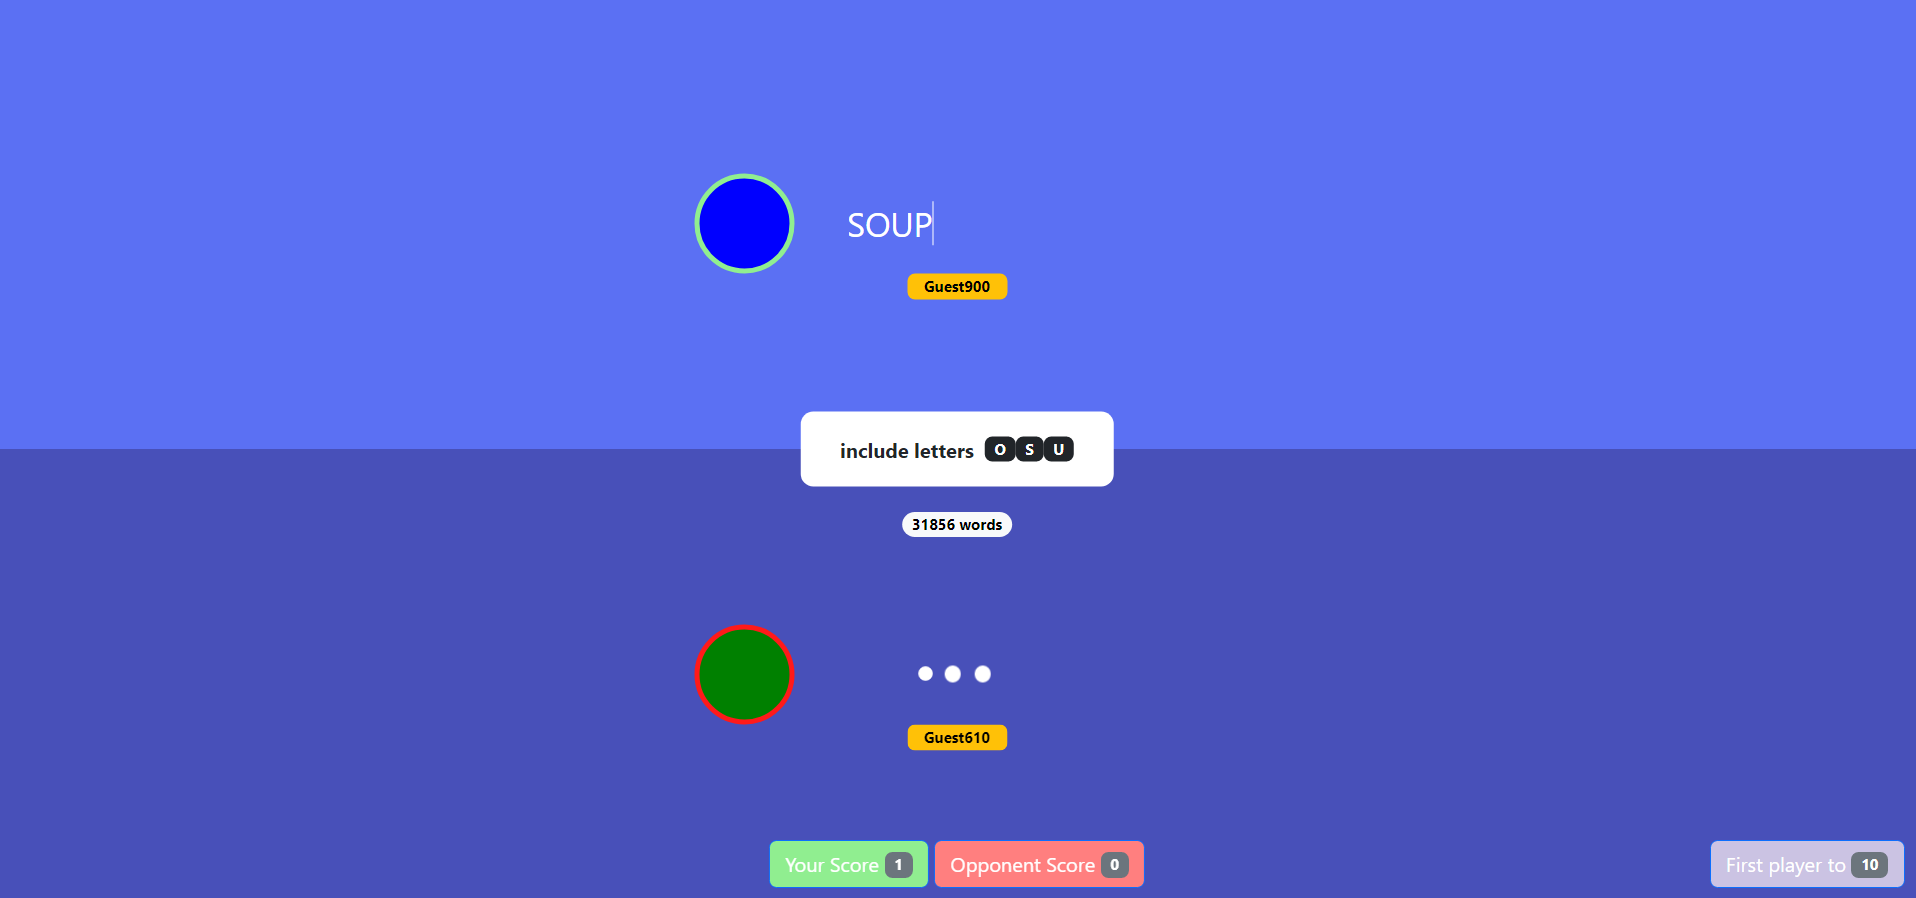 SOUP
Guest900
include letters O S U
31856 words
Guest610
Your Score 1
Opponent Score 0
First player to 10